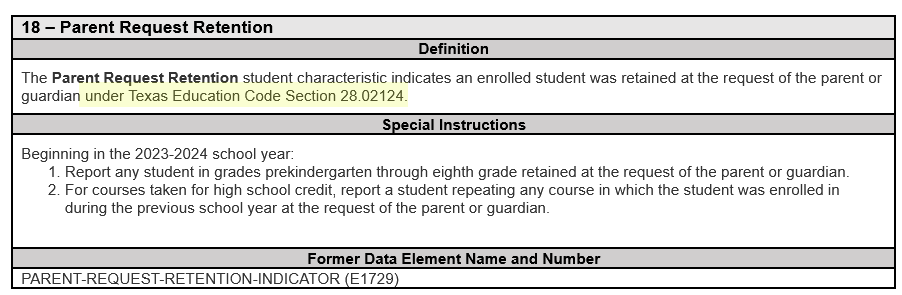 18 – Parent Request Retention
Definition
The Parent Request Retention student characteristic indicates an enrolled student was retained at the request of the parent or
guardian under Texas Education Code Section 28.02124.
Special Instructions
Beginning in the 2023-2024 school year:
1. Report any student in grades prekindergarten through eighth grade retained at the request of the parent or guardian.
2. For courses taken for high school credit, report a student repeating any course in which the student was enrolled in
during the previous school year at the request of the parent or guardian.
Former Data Element Name and Number
PARENT-REQUEST-RETENTION-INDICATOR (E1729)